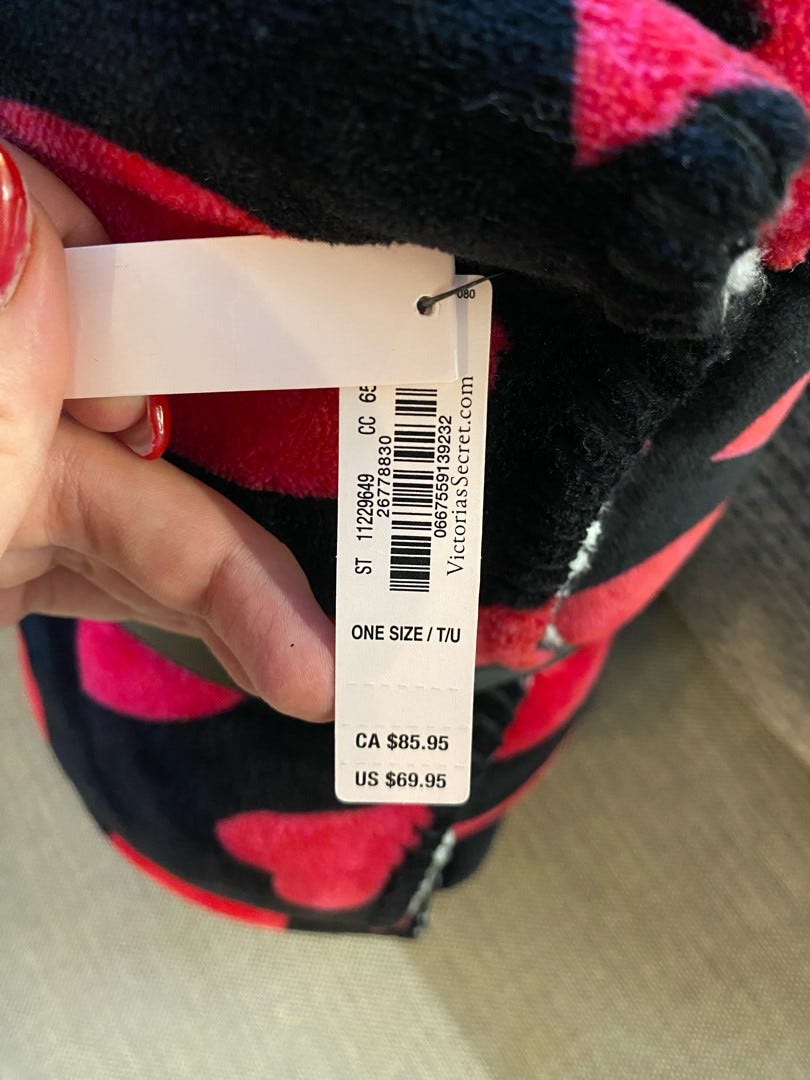 080
ST 11229649 CC 65
26778830
0667559139232
VictoriasSecret.com
ONE SIZE / T/U
CA $85.95
US $69.95